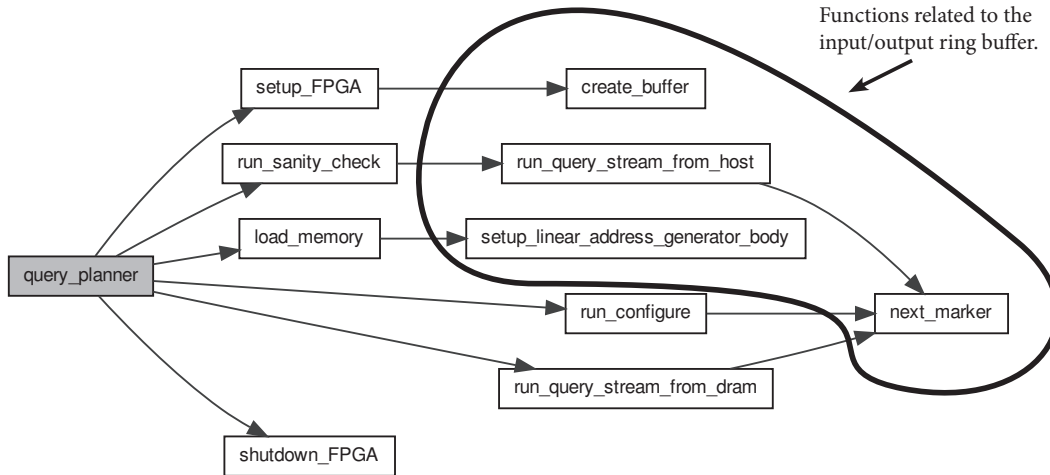 Functions related to the
input/output ring buffer.
setup_FPGA
create_buffer
run_sanity_check
run_query_stream_from_host
load_memory
setup_linear_address_generator_body
query_planner
run_configure
next_marker
run_query_stream_from_dram
shutdown_FPGA